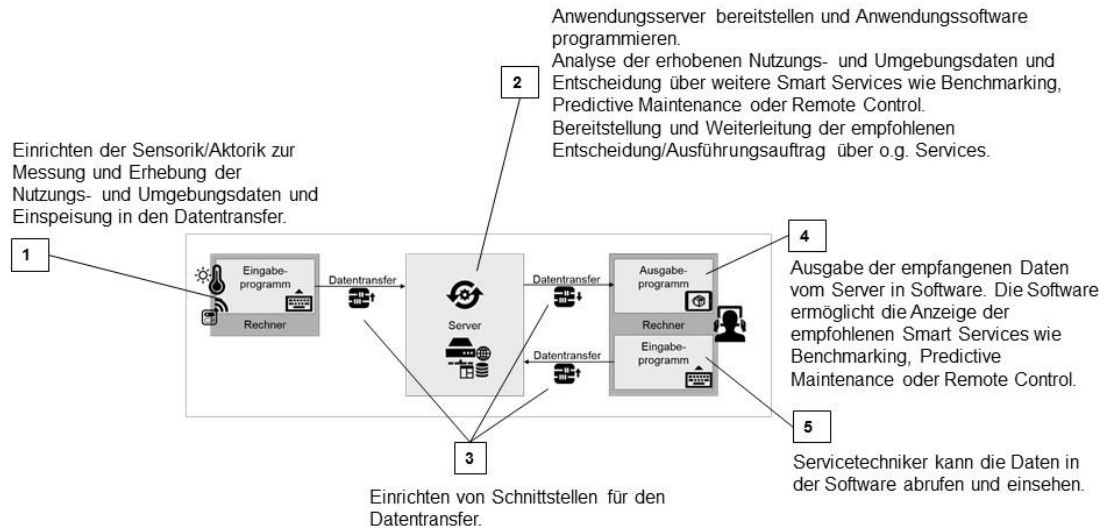 Anwendungsserver bereitstellen und Anwendungssoftware
programmieren.
Analyse der erhobenen Nutzungs- und Umgebungsdaten und
Entscheidung über weitere Smart Services wie Benchmarking,
Predictive Maintenance oder Remote Control.
Bereitstellung und Weiterleitung der empfohlenen
Entscheidung/Ausführungsauftrag über o.g. Services.
2
Einrichten der Sensorik/Aktorik zur
Messung und Erhebung der
Nutzungs- und Umgebungsdaten und
Einspeisung in den Datentransfer.
1
Eingabe-
programm
Rechner
Datentransfer
Server
Datentransfer
Datentransfer
Ausgabe-
programm
Rechner
Eingabe-
programm
4
Ausgabe der empfangenen Daten
vom Server in Software. Die Software
ermöglicht die Anzeige der
empfohlenen Smart Services wie
Benchmarking, Predictive
Maintenance oder Remote Control.
5
Servicetechniker kann die Daten in
der Software abrufen und einsehen.
3
Einrichten von Schnittstellen für den
Datentransfer.